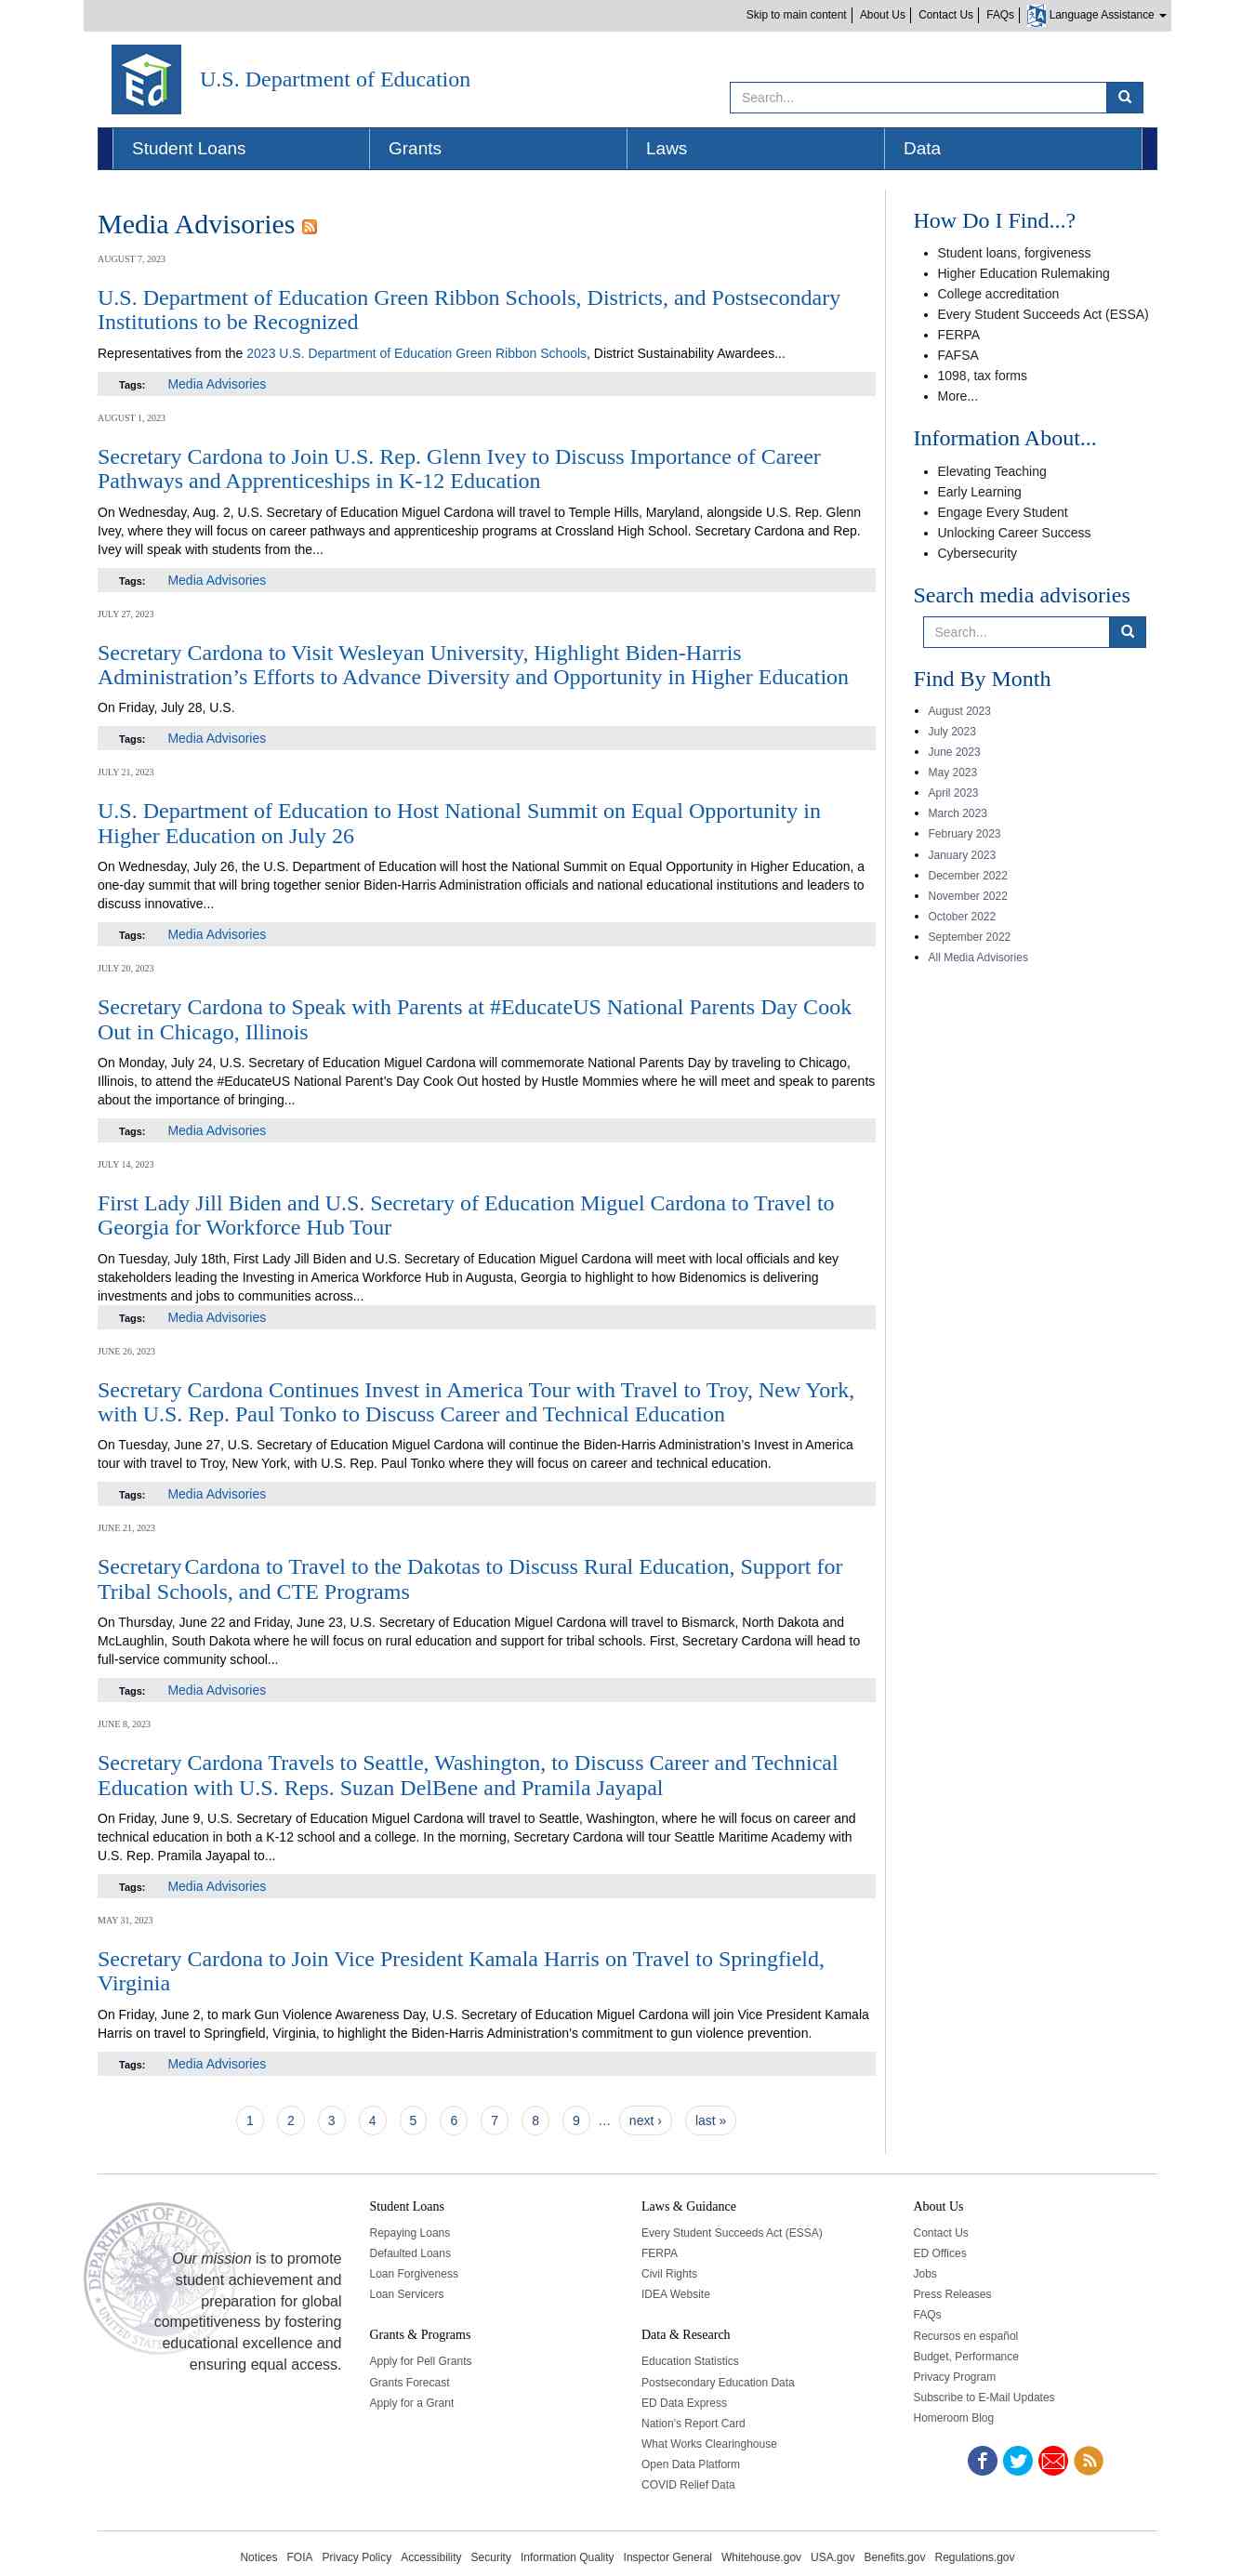 Skip to main content
About Us
Contact Us
FAQs
Language Assistance
Ed
U.S. Department of Education
Search...
Student Loans
Grants
Laws
Data
Media Advisories
AUGUST 7, 2023
U.S. Department of Education Green Ribbon Schools, Districts, and Postsecondary
Institutions to be Recognized
Representatives from the 2023 U.S. Department of Education Green Ribbon Schools, District Sustainability Awardees...
Tags: Media Advisories
AUGUST 1, 2023
Secretary Cardona to Join U.S. Rep. Glenn Ivey to Discuss Importance of Career
Pathways and Apprenticeships in K-12 Education
On Wednesday, Aug. 2, U.S. Secretary of Education Miguel Cardona will travel to Temple Hills, Maryland, alongside U.S. Rep. Glenn
Ivey, where they will focus on career pathways and apprenticeship programs at Crossland High School. Secretary Cardona and Rep.
Ivey will speak with students from the...
Tags: Media Advisories
JULY 27, 2023
Secretary Cardona to Visit Wesleyan University, Highlight Biden-Harris
Administration’s Efforts to Advance Diversity and Opportunity in Higher Education
On Friday, July 28, U.S.
Tags: Media Advisories
JULY 21, 2023
U.S. Department of Education to Host National Summit on Equal Opportunity in
Higher Education on July 26
On Wednesday, July 26, the U.S. Department of Education will host the National Summit on Equal Opportunity in Higher Education, a
one-day summit that will bring together senior Biden-Harris Administration officials and national educational institutions and leaders to
discuss innovative...
Tags: Media Advisories
JULY 20, 2023
Secretary Cardona to Speak with Parents at #EducateUS National Parents Day Cook
Out in Chicago, Illinois
On Monday, July 24, U.S. Secretary of Education Miguel Cardona will commemorate National Parents Day by traveling to Chicago,
Illinois, to attend the #EducateUS National Parent’s Day Cook Out hosted by Hustle Mommies where he will meet and speak to parents
about the importance of bringing...
Tags: Media Advisories
JULY 14, 2023
First Lady Jill Biden and U.S. Secretary of Education Miguel Cardona to Travel to
Georgia for Workforce Hub Tour
On Tuesday, July 18th, First Lady Jill Biden and U.S. Secretary of Education Miguel Cardona will meet with local officials and key
stakeholders leading the Investing in America Workforce Hub in Augusta, Georgia to highlight to how Bidenomics is delivering
investments and jobs to communities across...
Tags: Media Advisories
JUNE 26, 2023
Secretary Cardona Continues Invest in America Tour with Travel to Troy, New York,
with U.S. Rep. Paul Tonko to Discuss Career and Technical Education
On Tuesday, June 27, U.S. Secretary of Education Miguel Cardona will continue the Biden-Harris Administration’s Invest in America
tour with travel to Troy, New York, with U.S. Rep. Paul Tonko where they will focus on career and technical education.
Tags: Media Advisories
JUNE 21, 2023
Secretary Cardona to Travel to the Dakotas to Discuss Rural Education, Support for
Tribal Schools, and CTE Programs
On Thursday, June 22 and Friday, June 23, U.S. Secretary of Education Miguel Cardona will travel to Bismarck, North Dakota and
McLaughlin, South Dakota where he will focus on rural education and support for tribal schools. First, Secretary Cardona will head to
full-service community school...
Tags: Media Advisories
JUNE 8, 2023
Secretary Cardona Travels to Seattle, Washington, to Discuss Career and Technical
Education with U.S. Reps. Suzan DelBene and Pramila Jayapal
On Friday, June 9, U.S. Secretary of Education Miguel Cardona will travel to Seattle, Washington, where he will focus on career and
technical education in both a K-12 school and a college. In the morning, Secretary Cardona will tour Seattle Maritime Academy with
U.S. Rep. Pramila Jayapal to...
Tags: Media Advisories
MAY 31, 2023
Secretary Cardona to Join Vice President Kamala Harris on Travel to Springfield,
Virginia
On Friday, June 2, to mark Gun Violence Awareness Day, U.S. Secretary of Education Miguel Cardona will join Vice President Kamala
Harris on travel to Springfield, Virginia, to highlight the Biden-Harris Administration’s commitment to gun violence prevention.
Tags: Media Advisories
1 2 3 4 5 6 7 8 9 … next › last »
How Do I Find...?
Student loans, forgiveness
Higher Education Rulemaking
College accreditation
Every Student Succeeds Act (ESSA)
FERPA
FAFSA
1098, tax forms
More...
Information About...
Elevating Teaching
Early Learning
Engage Every Student
Unlocking Career Success
Cybersecurity
Search media advisories
Search...
Find By Month
August 2023
July 2023
June 2023
May 2023
April 2023
March 2023
February 2023
January 2023
December 2022
November 2022
October 2022
September 2022
All Media Advisories
Our mission is to promote
student achievement and
preparation for global
competitiveness by fostering
educational excellence and
ensuring equal access.
Student Loans
Repaying Loans
Defaulted Loans
Loan Forgiveness
Loan Servicers
Grants & Programs
Apply for Pell Grants
Grants Forecast
Apply for a Grant
Laws & Guidance
Every Student Succeeds Act (ESSA)
FERPA
Civil Rights
IDEA Website
Data & Research
Education Statistics
Postsecondary Education Data
ED Data Express
Nation’s Report Card
What Works Clearinghouse
Open Data Platform
COVID Relief Data
About Us
Contact Us
ED Offices
Jobs
Press Releases
FAQs
Recursos en español
Budget, Performance
Privacy Program
Subscribe to E-Mail Updates
Homeroom Blog
Notices FOIA Privacy Policy Accessibility Security Information Quality Inspector General Whitehouse.gov USA.gov Benefits.gov Regulations.gov